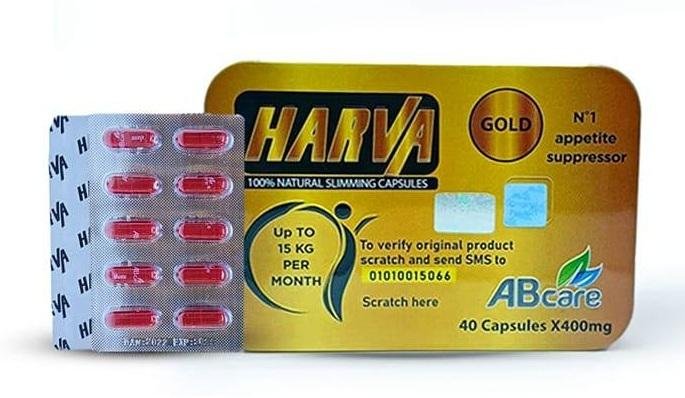 HARVA
100% NATURAL SLIMMING CAPSULES
GOLD
N°1
appetite
suppressor
Up TO
15 KG
PER
MONTH
To verify original product
scratch and send SMS to
01010015066
Scratch here
ABcare
40 Capsules X400mg
HARVA